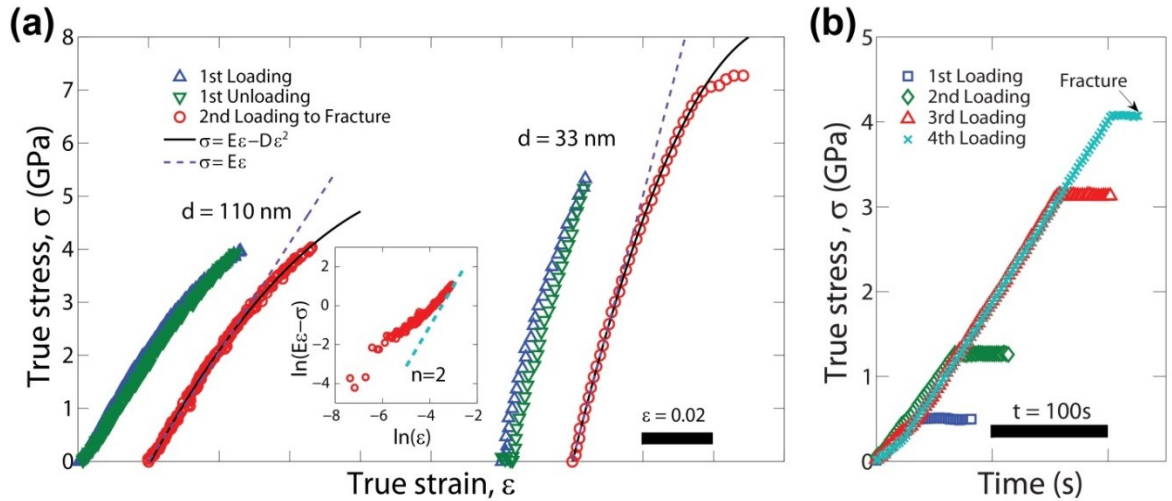 (a)
8
7
6
5
4
3
2
1
0
True stress, σ (GPa)
1st Loading
1st Unloading
2nd Loading to Fracture
σ=Eε−Dε²
σ=Eε
d = 110 nm
d = 33 nm
2
0
−2
−4
ln(Eε−σ)
n=2
−8
−6
−4
−2
ln(ε)
ε = 0.02
True strain, ε
(b)
5
4
3
2
1
0
True stress, σ (GPa)
1st Loading
2nd Loading
3rd Loading
4th Loading
Fracture
t = 100s
Time (s)